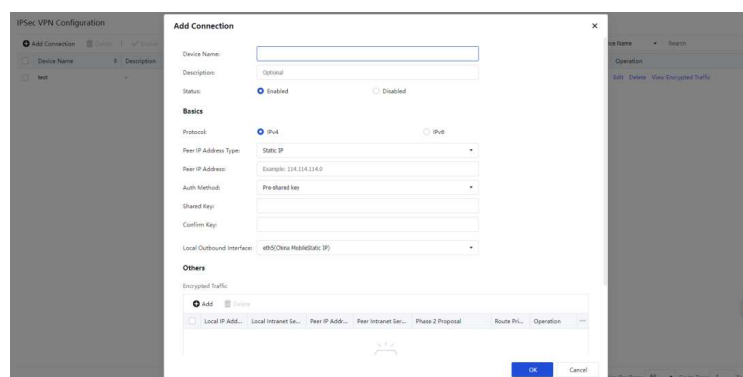 IPSec VPN Configuration
Add Connection Delete Enable
Device Name Description
test -
ce Name Search
Operation
Edit Delete View Encrypted Traffic
Add Connection
Device Name:
Description: Optional
Status: Enabled Disabled
Basics
Protocol: IPv4 IPv6
Peer IP Address Type: Static IP
Peer IP Address: Example: 114.114.114.0
Auth Method: Pre-shared key
Shared Key:
Confirm Key:
Local Outbound Interface: eth5(China MobileStatic IP)
Others
Encrypted Traffic
Add Delete
Local IP Add... Local Intranet Se... Peer IP Addr... Peer Intranet Ser... Phase 2 Proposal Route Pri... Operation ...
OK Cancel